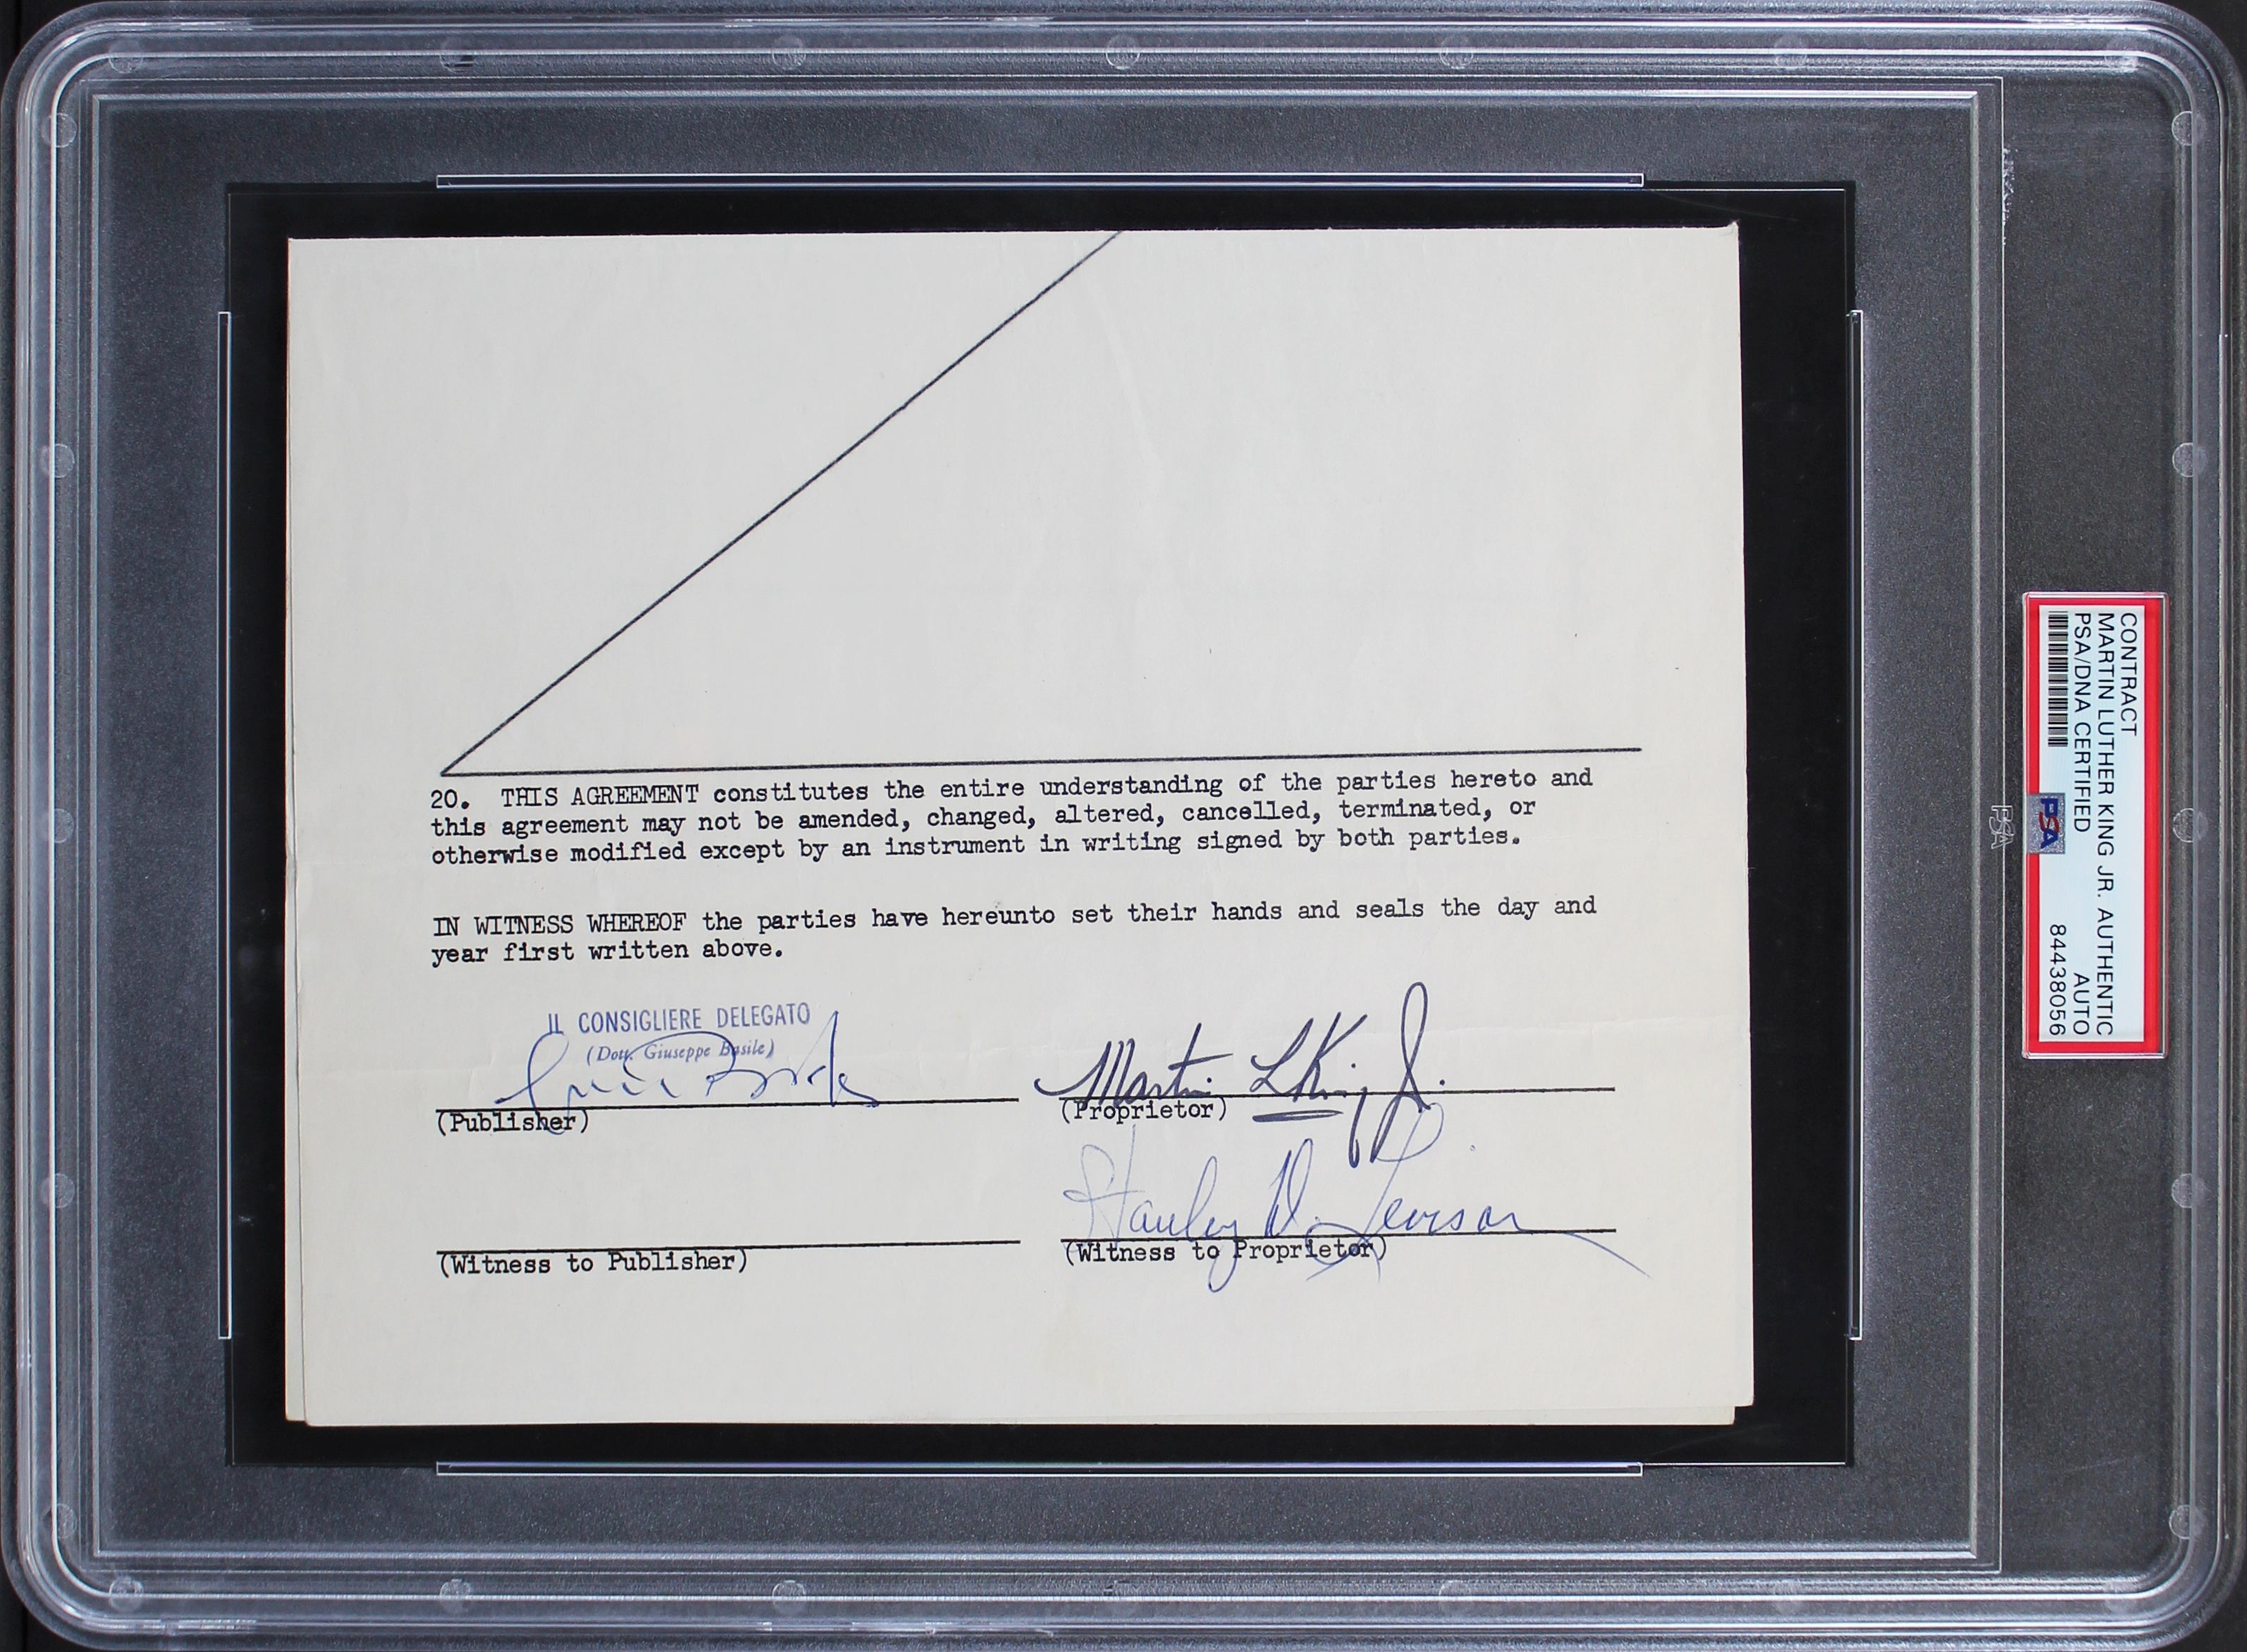 20. THIS AGREEMENT constitutes the entire understanding of the parties hereto and
this agreement may not be amended, changed, altered, cancelled, terminated, or
otherwise modified except by an instrument in writing signed by both parties.
IN WITNESS WHEREOF the parties have hereunto set their hands and seals the day and
year first written above.
IL CONSIGLIERE DELEGATO
(Dott. Giuseppe Basile)
(Publisher)
Martin L King Jr.
(Proprietor)
Stanley D. Levison
(Witness to Publisher)
(Witness to Proprietor)
CONTRACT
MARTIN LUTHER KING JR. AUTHENTIC
PSA/DNA CERTIFIED AUTO
84438056
PSA
PSA